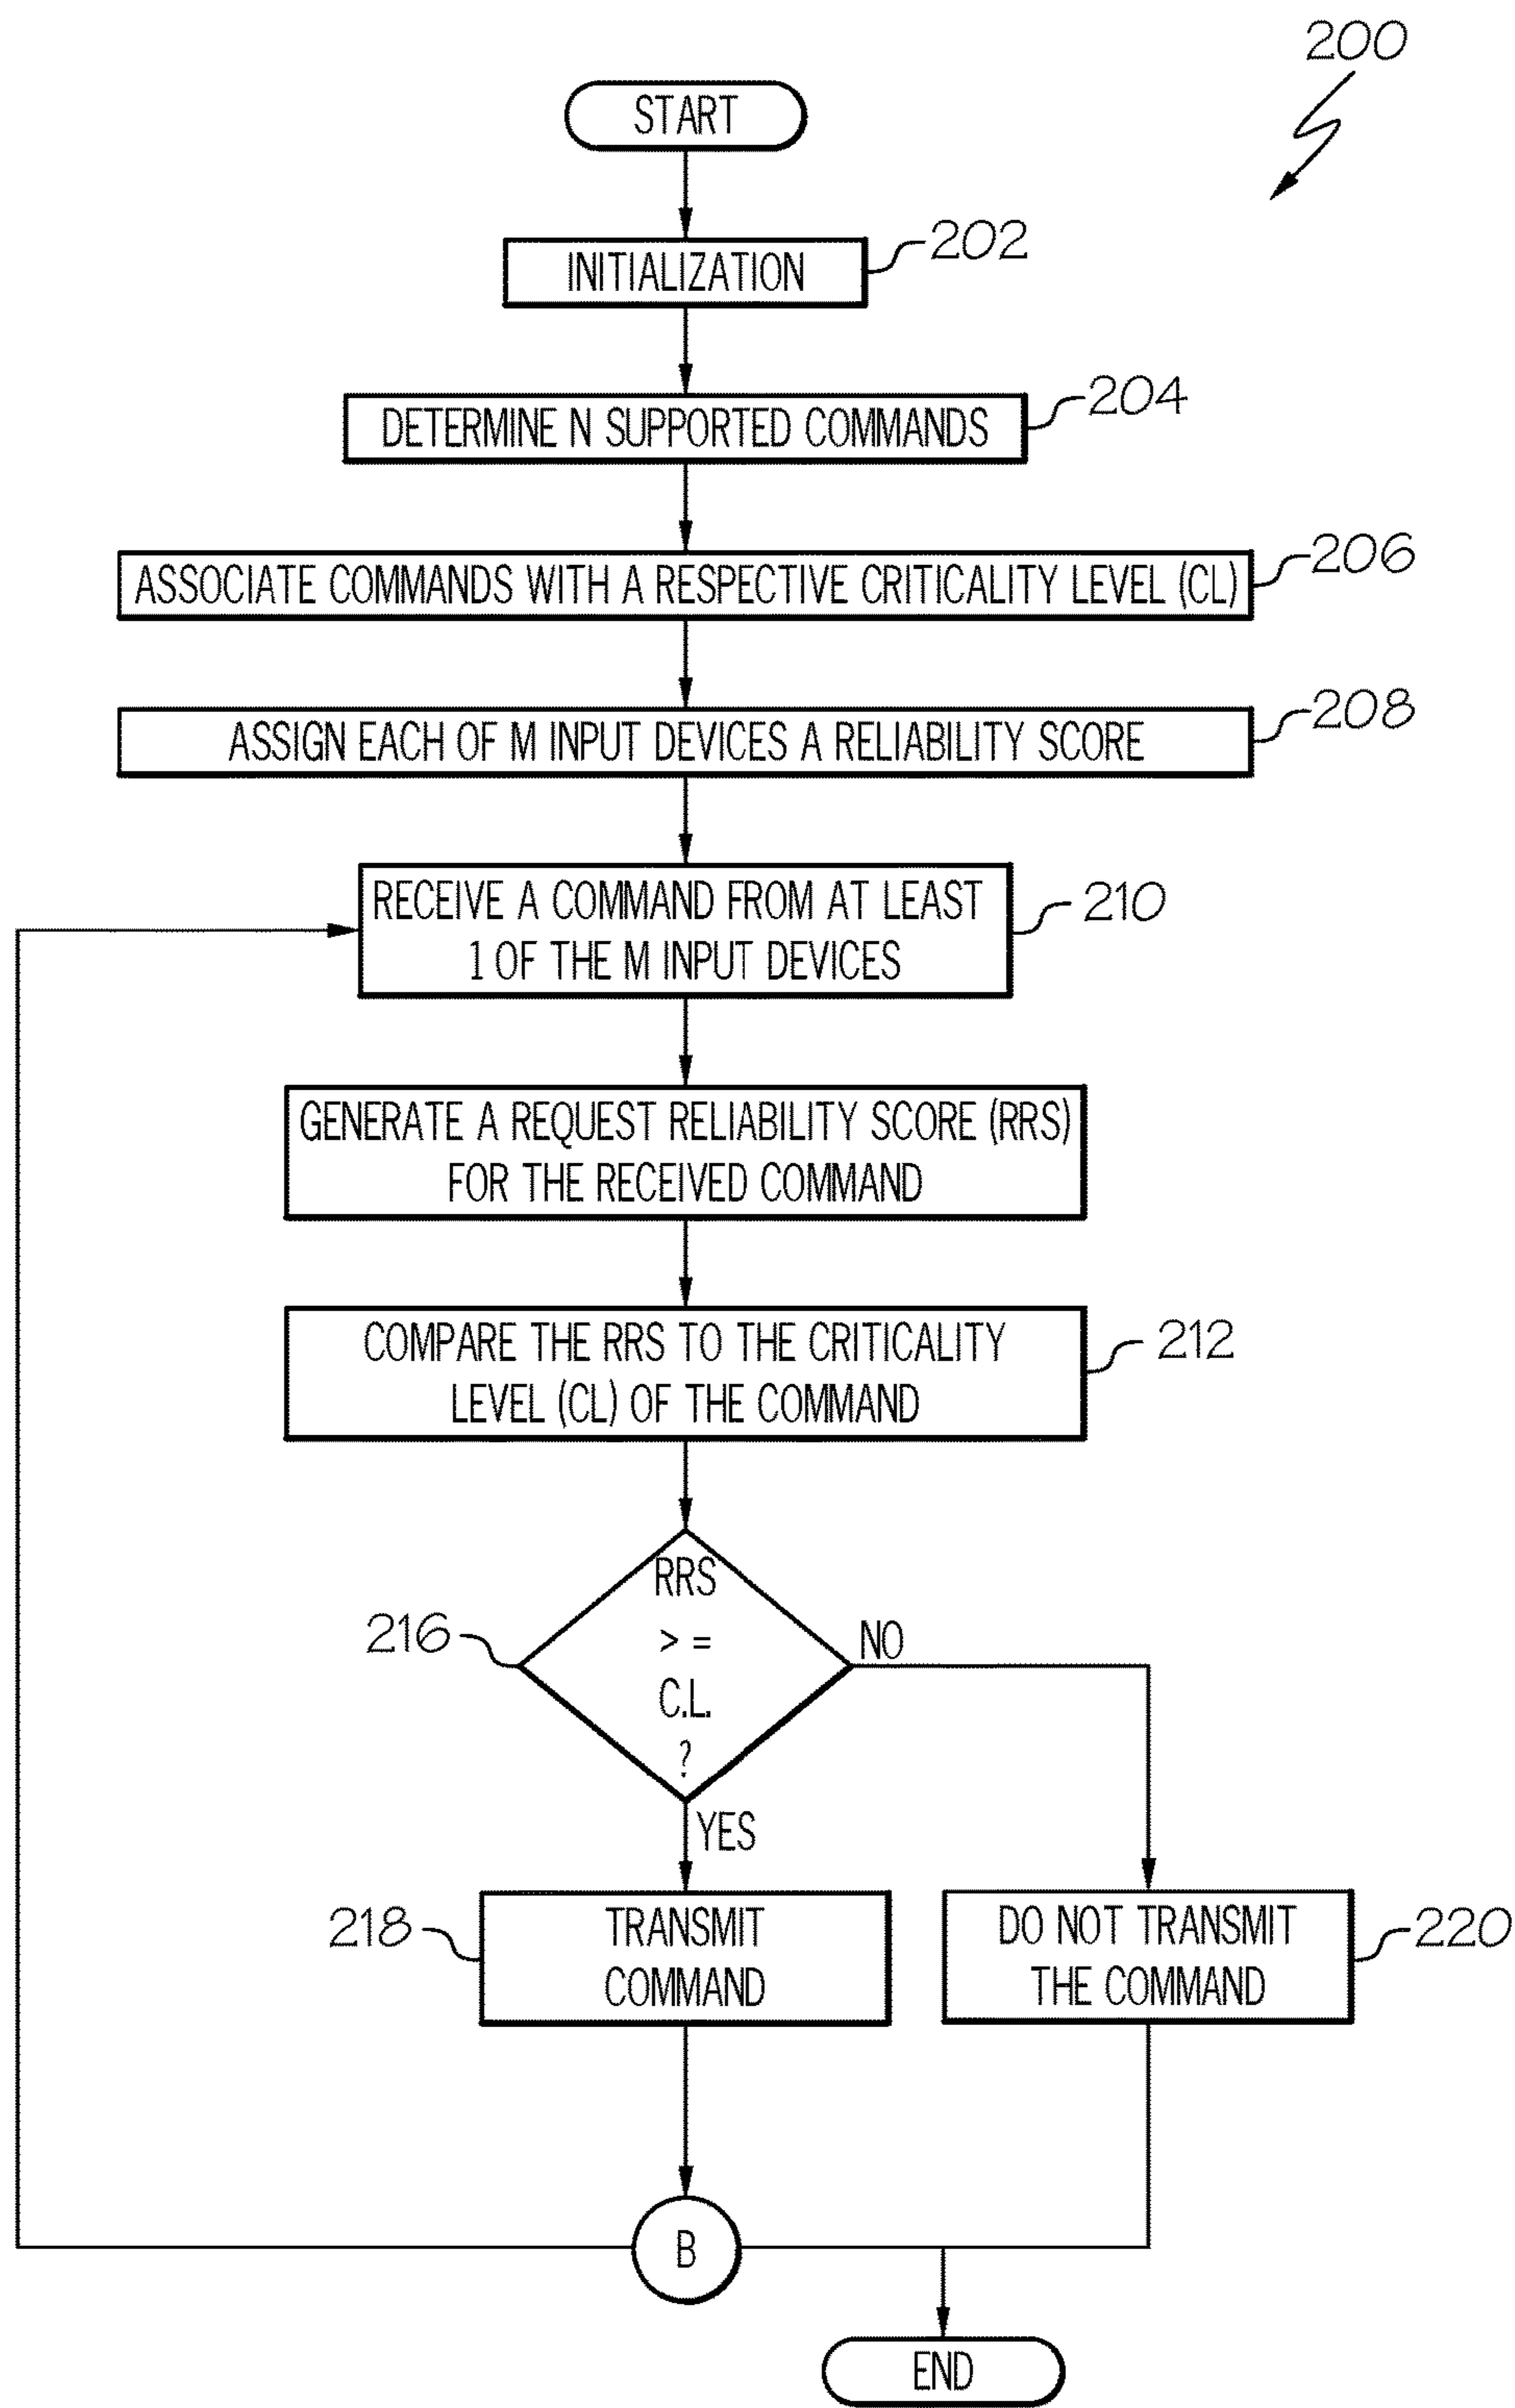 200
START
INITIALIZATION
202
DETERMINE N SUPPORTED COMMANDS
204
ASSOCIATE COMMANDS WITH A RESPECTIVE CRITICALITY LEVEL (CL)
206
ASSIGN EACH OF M INPUT DEVICES A RELIABILITY SCORE
208
RECEIVE A COMMAND FROM AT LEAST
1 OF THE M INPUT DEVICES
210
GENERATE A REQUEST RELIABILITY SCORE (RRS)
FOR THE RECEIVED COMMAND
COMPARE THE RRS TO THE CRITICALITY
LEVEL (CL) OF THE COMMAND
212
RRS
> =
C.L.
?
216
NO
YES
TRANSMIT
COMMAND
218
DO NOT TRANSMIT
THE COMMAND
220
B
END